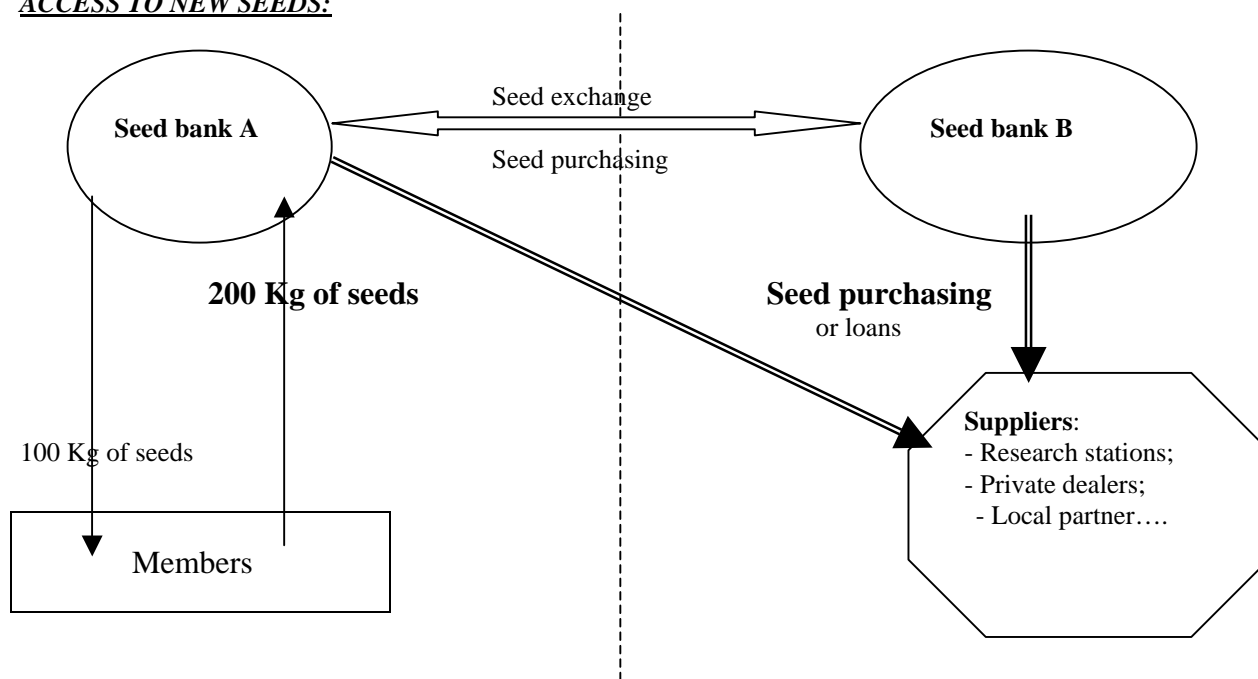 ACCESS TO NEW SEEDS:
Seed exchange
Seed bank A
Seed bank B
Seed purchasing
200 Kg of seeds
Seed purchasing
or loans
Suppliers:
- Research stations;
100 Kg of seeds
- Private dealers;
- Local partner….
Members